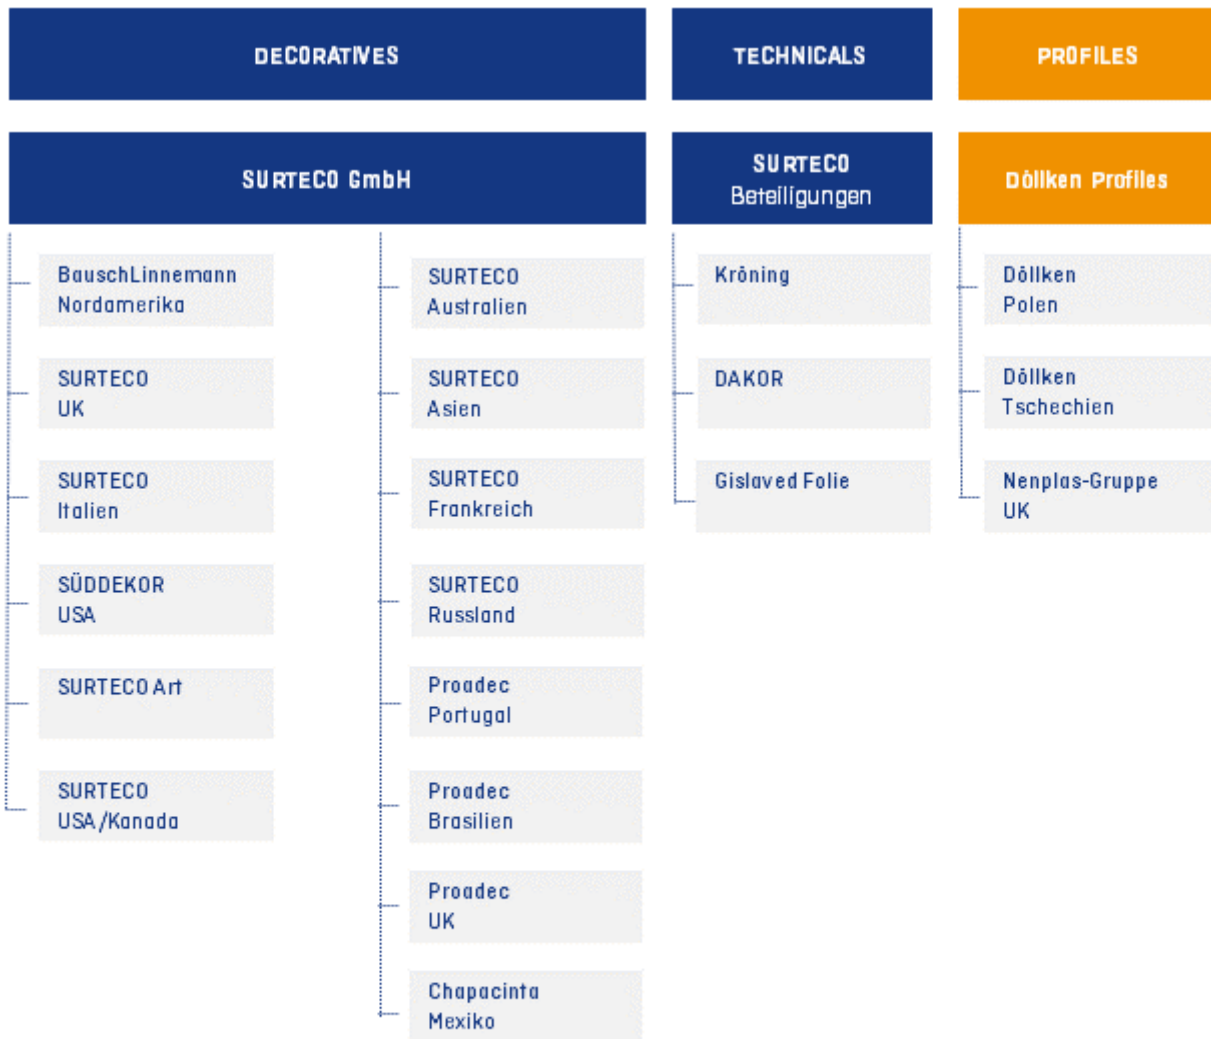 DECORATIVES
TECHNICALS
PROFILES
SURTECO GmbH
SURTECO
Beteiligungen
Döllken Profiles
BauschLinnemann
Nordamerika
SURTECO
UK
SURTECO
Italien
SÜDDEKOR
USA
SURTECO Art
SURTECO
USA/Kanada
SURTECO
Australien
SURTECO
Asien
SURTECO
Frankreich
SURTECO
Russland
Proadec
Portugal
Proadec
Brasilien
Proadec
UK
Chapacinta
Mexiko
Kröning
DAKOR
Gislaved Folie
Döllken
Polen
Döllken
Tschechien
Nenplas-Gruppe
UK